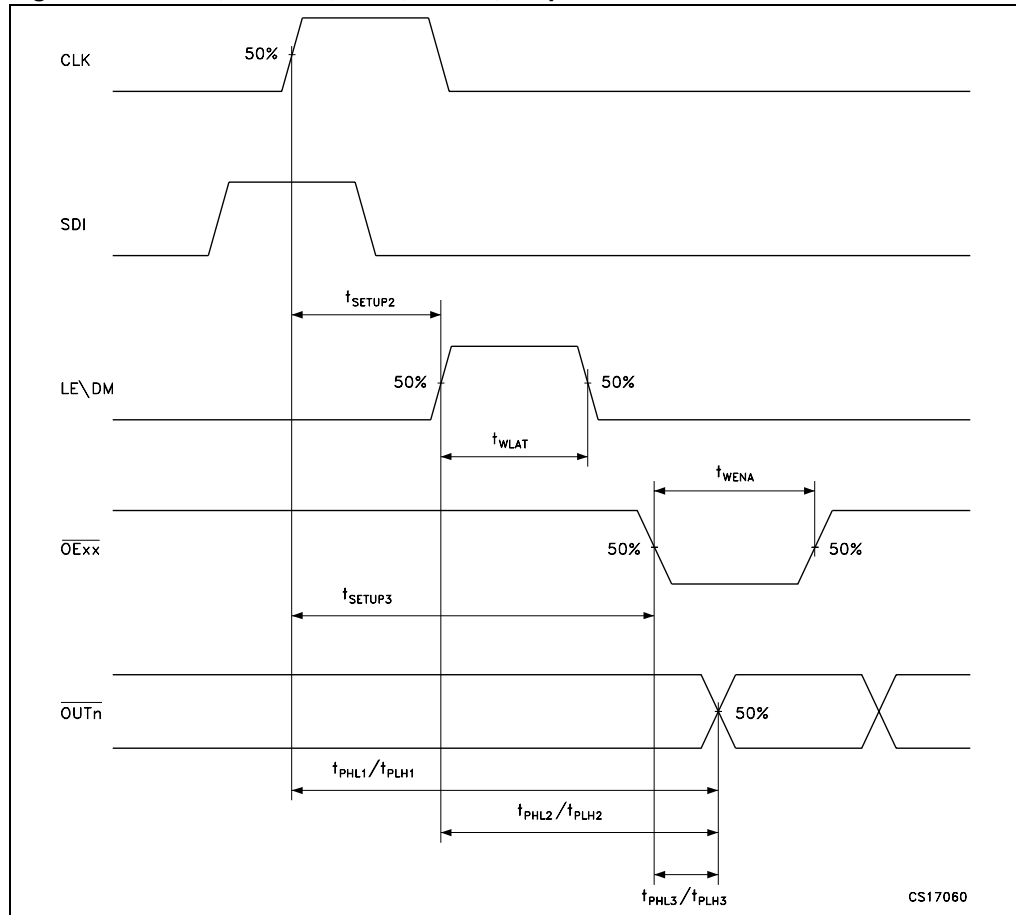 CLK
50%
SDI
tSETUP2
LE\DM
50%
50%
tWLAT
tWENA
OExx
50%
50%
tSETUP3
OUTn
50%
tPHL1/tPLH1
tPHL2/tPLH2
tPHL3/tPLH3
CS17060